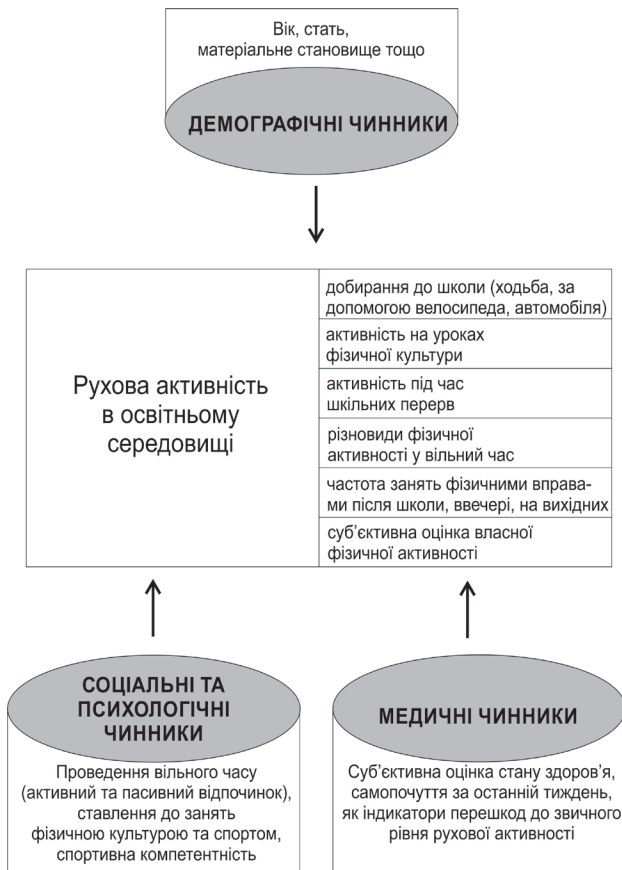 Вік, стать,
матеріальне становище тощо
ДЕМОГРАФІЧНІ ЧИННИКИ
Рухова активність
в освітньому
середовищі
добирання до школи (ходьба, за
допомогою велосипеда, автомобіля)
активність на уроках
фізичної культури
активність під час
шкільних перерв
різновиди фізичної
активності у вільний час
частота занять фізичними вправа-
ми після школи, ввечері, на вихідних
суб’єктивна оцінка власної
фізичної активності
СОЦІАЛЬНІ ТА
ПСИХОЛОГІЧНІ
ЧИННИКИ
Проведення вільного часу
(активний та пасивний відпочинок),
ставлення до занять
фізичною культурою та спортом,
спортивна компетентність
МЕДИЧНІ ЧИННИКИ
Суб’єктивна оцінка стану здоров’я,
самопочуття за останній тиждень,
як індикатори перешкод до звичного
рівня рухової активності